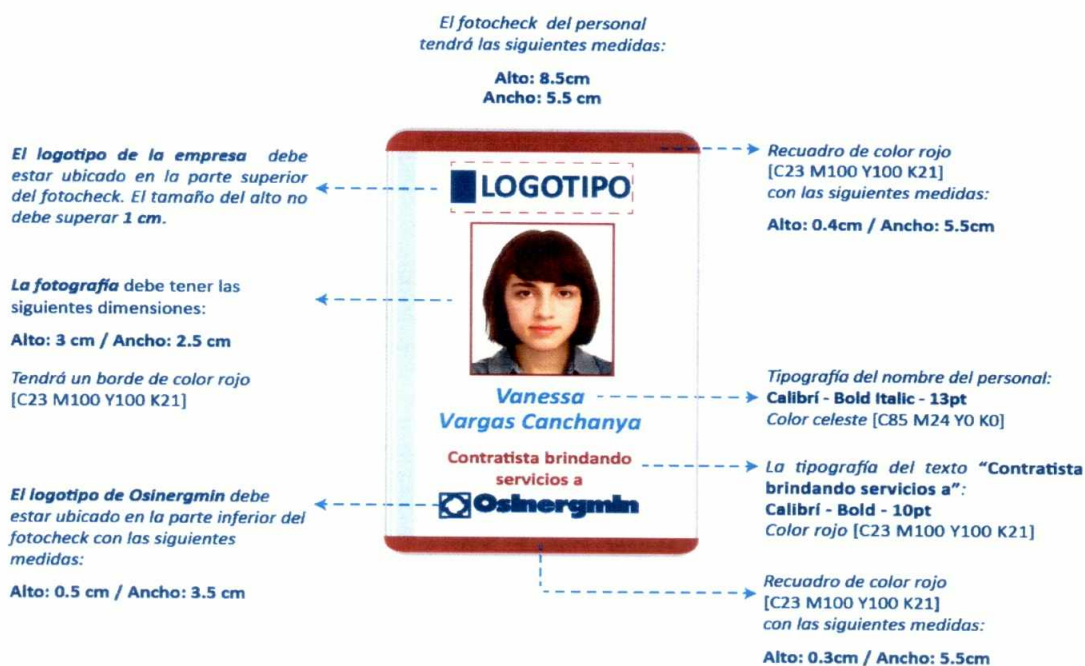 El fotocheck del personal
tendrá las siguientes medidas:
Alto: 8.5cm
Ancho: 5.5 cm
El logotipo de la empresa debe
estar ubicado en la parte superior
del fotocheck. El tamaño del alto no
debe superar 1 cm.
La fotografía debe tener las
siguientes dimensiones:
Alto: 3 cm / Ancho: 2.5 cm
Tendrá un borde de color rojo
[C23 M100 Y100 K21]
El logotipo de Osinergmin debe
estar ubicado en la parte inferior del
fotocheck con las siguientes
medidas:
Alto: 0.5 cm / Ancho: 3.5 cm
LOGOTIPO
Vanessa
Vargas Canchanya
Contratista brindando
servicios a
Osinergmin
Recuadro de color rojo
[C23 M100 Y100 K21]
con las siguientes medidas:
Alto: 0.4cm / Ancho: 5.5cm
Tipografía del nombre del personal:
Calibrí - Bold Italic - 13pt
Color celeste [C85 M24 Y0 K0]
La tipografía del texto “Contratista
brindando servicios a”:
Calibrí - Bold - 10pt
Color rojo [C23 M100 Y100 K21]
Recuadro de color rojo
[C23 M100 Y100 K21]
con las siguientes medidas:
Alto: 0.3cm / Ancho: 5.5cm